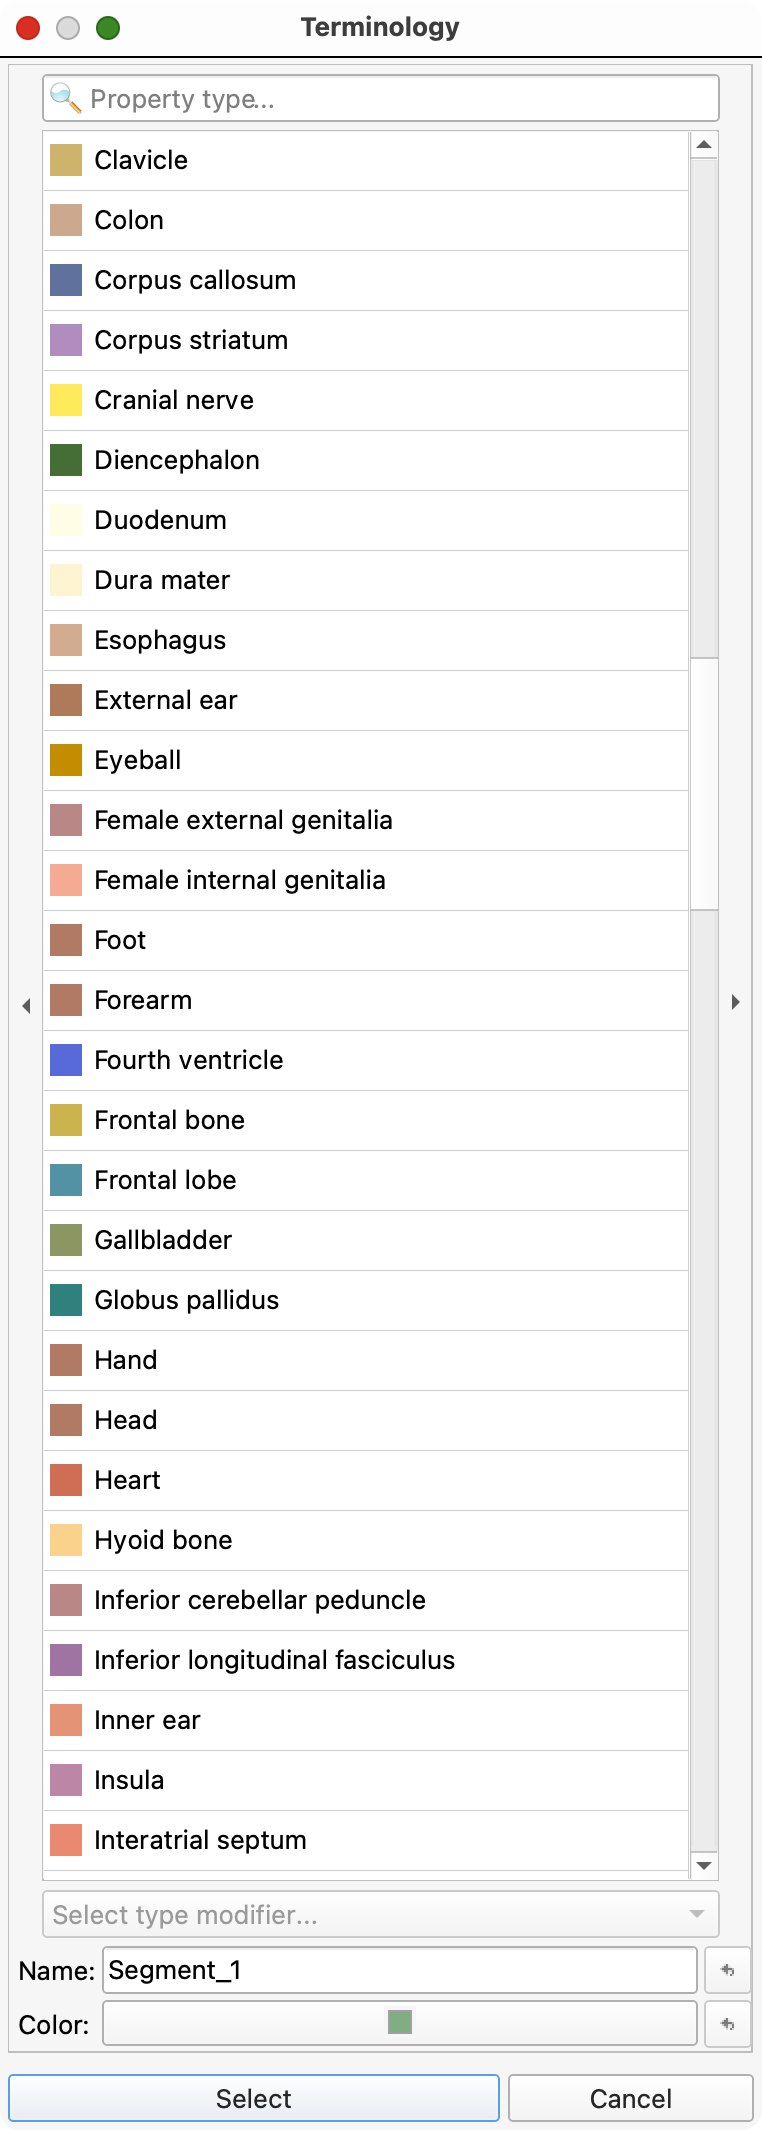 Terminology
Property type...
Clavicle
Colon
Corpus callosum
Corpus striatum
Cranial nerve
Diencephalon
Duodenum
Dura mater
Esophagus
External ear
Eyeball
Female external genitalia
Female internal genitalia
Foot
Forearm
Fourth ventricle
Frontal bone
Frontal lobe
Gallbladder
Globus pallidus
Hand
Head
Heart
Hyoid bone
Inferior cerebellar peduncle
Inferior longitudinal fasciculus
Inner ear
Insula
Interatrial septum
Select type modifier...
Name: Segment_1
Color:
Select Cancel